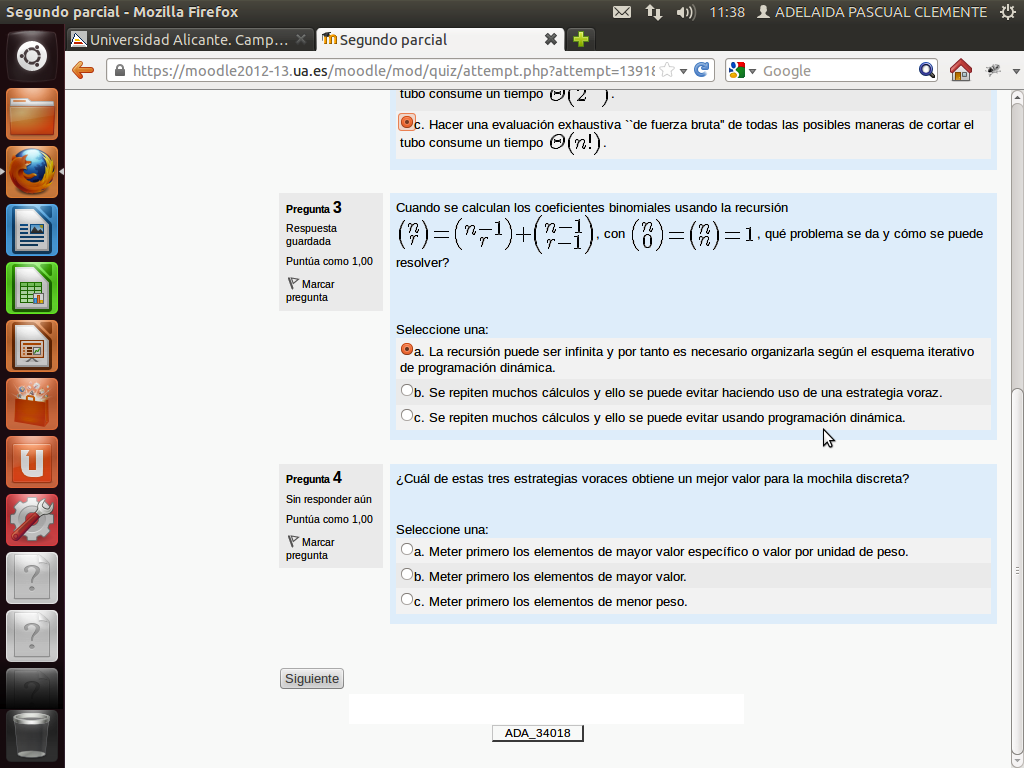 Segundo parcial - Mozilla Firefox
11:38 ADELAIDA PASCUAL CLEMENTE
Universidad Alicante. Camp...
Segundo parcial
https://moodle2012-13.ua.es/moodle/mod/quiz/attempt.php?attempt=13918
Google
tubo consume un tiempo Θ(2 ).
c. Hacer una evaluación exhaustiva ``de fuerza bruta'' de todas las posibles maneras de cortar el
tubo consume un tiempo Θ(n!).
Pregunta 3
Respuesta
guardada
Puntúa como 1,00
Marcar
pregunta
Cuando se calculan los coeficientes binomiales usando la recursión
(n r)=(n−1 r)+(n−1 r−1), con (n 0)=(n n)=1, qué problema se da y cómo se puede
resolver?
Seleccione una:
a. La recursión puede ser infinita y por tanto es necesario organizarla según el esquema iterativo
de programación dinámica.
b. Se repiten muchos cálculos y ello se puede evitar haciendo uso de una estrategia voraz.
c. Se repiten muchos cálculos y ello se puede evitar usando programación dinámica.
Pregunta 4
Sin responder aún
Puntúa como 1,00
Marcar
pregunta
¿Cuál de estas tres estrategias voraces obtiene un mejor valor para la mochila discreta?
Seleccione una:
a. Meter primero los elementos de mayor valor específico o valor por unidad de peso.
b. Meter primero los elementos de mayor valor.
c. Meter primero los elementos de menor peso.
Siguiente
ADA_34018